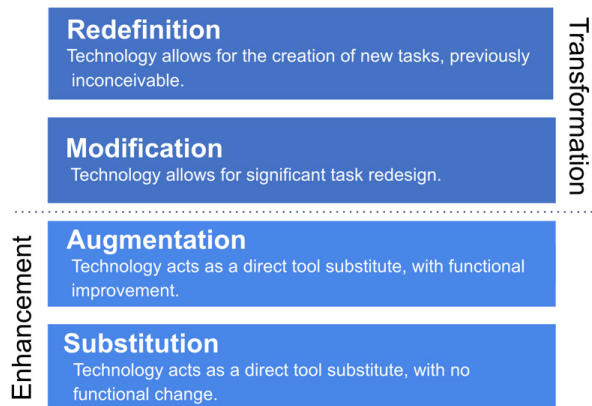 Redefinition
Technology allows for the creation of new tasks, previously
inconceivable.
Transformation
Modification
Technology allows for significant task redesign.
Enhancement
Augmentation
Technology acts as a direct tool substitute, with functional
improvement.
Substitution
Technology acts as a direct tool substitute, with no
functional change.